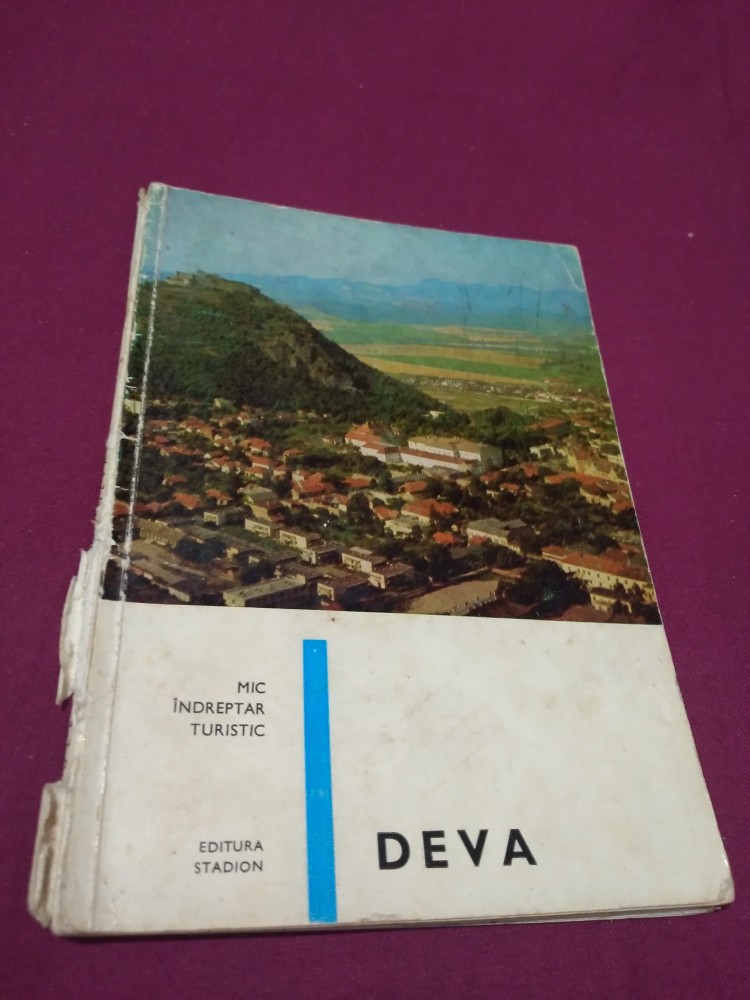 MIC
ÎNDREPTAR
TURISTIC
EDITURA
STADION
DEVA